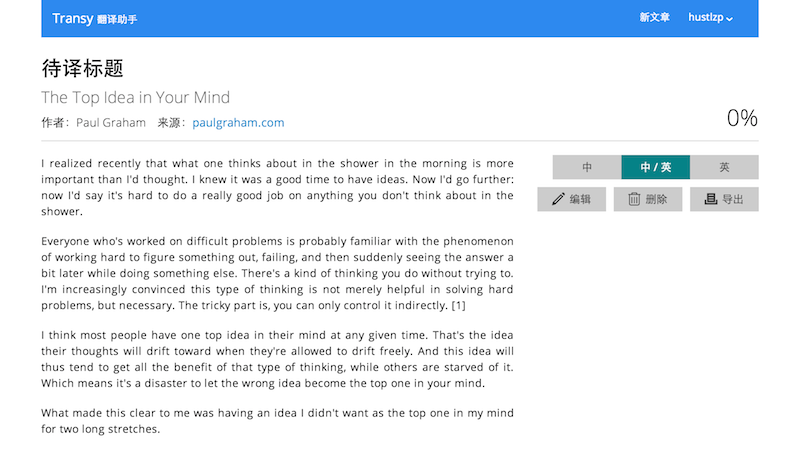 Transy 翻译助手
新文章
hustlzp
待译标题
The Top Idea in Your Mind
作者：Paul Graham 来源：paulgraham.com
0%
I realized recently that what one thinks about in the shower in the morning is more
important than I'd thought. I knew it was a good time to have ideas. Now I'd go further:
now I'd say it's hard to do a really good job on anything you don't think about in the
shower.
Everyone who's worked on difficult problems is probably familiar with the phenomenon
of working hard to figure something out, failing, and then suddenly seeing the answer a
bit later while doing something else. There's a kind of thinking you do without trying to.
I'm increasingly convinced this type of thinking is not merely helpful in solving hard
problems, but necessary. The tricky part is, you can only control it indirectly. [1]
I think most people have one top idea in their mind at any given time. That's the idea
their thoughts will drift toward when they're allowed to drift freely. And this idea will
thus tend to get all the benefit of that type of thinking, while others are starved of it.
Which means it's a disaster to let the wrong idea become the top one in your mind.
What made this clear to me was having an idea I didn't want as the top one in my mind
for two long stretches.
中
中 / 英
英
编辑
删除
导出